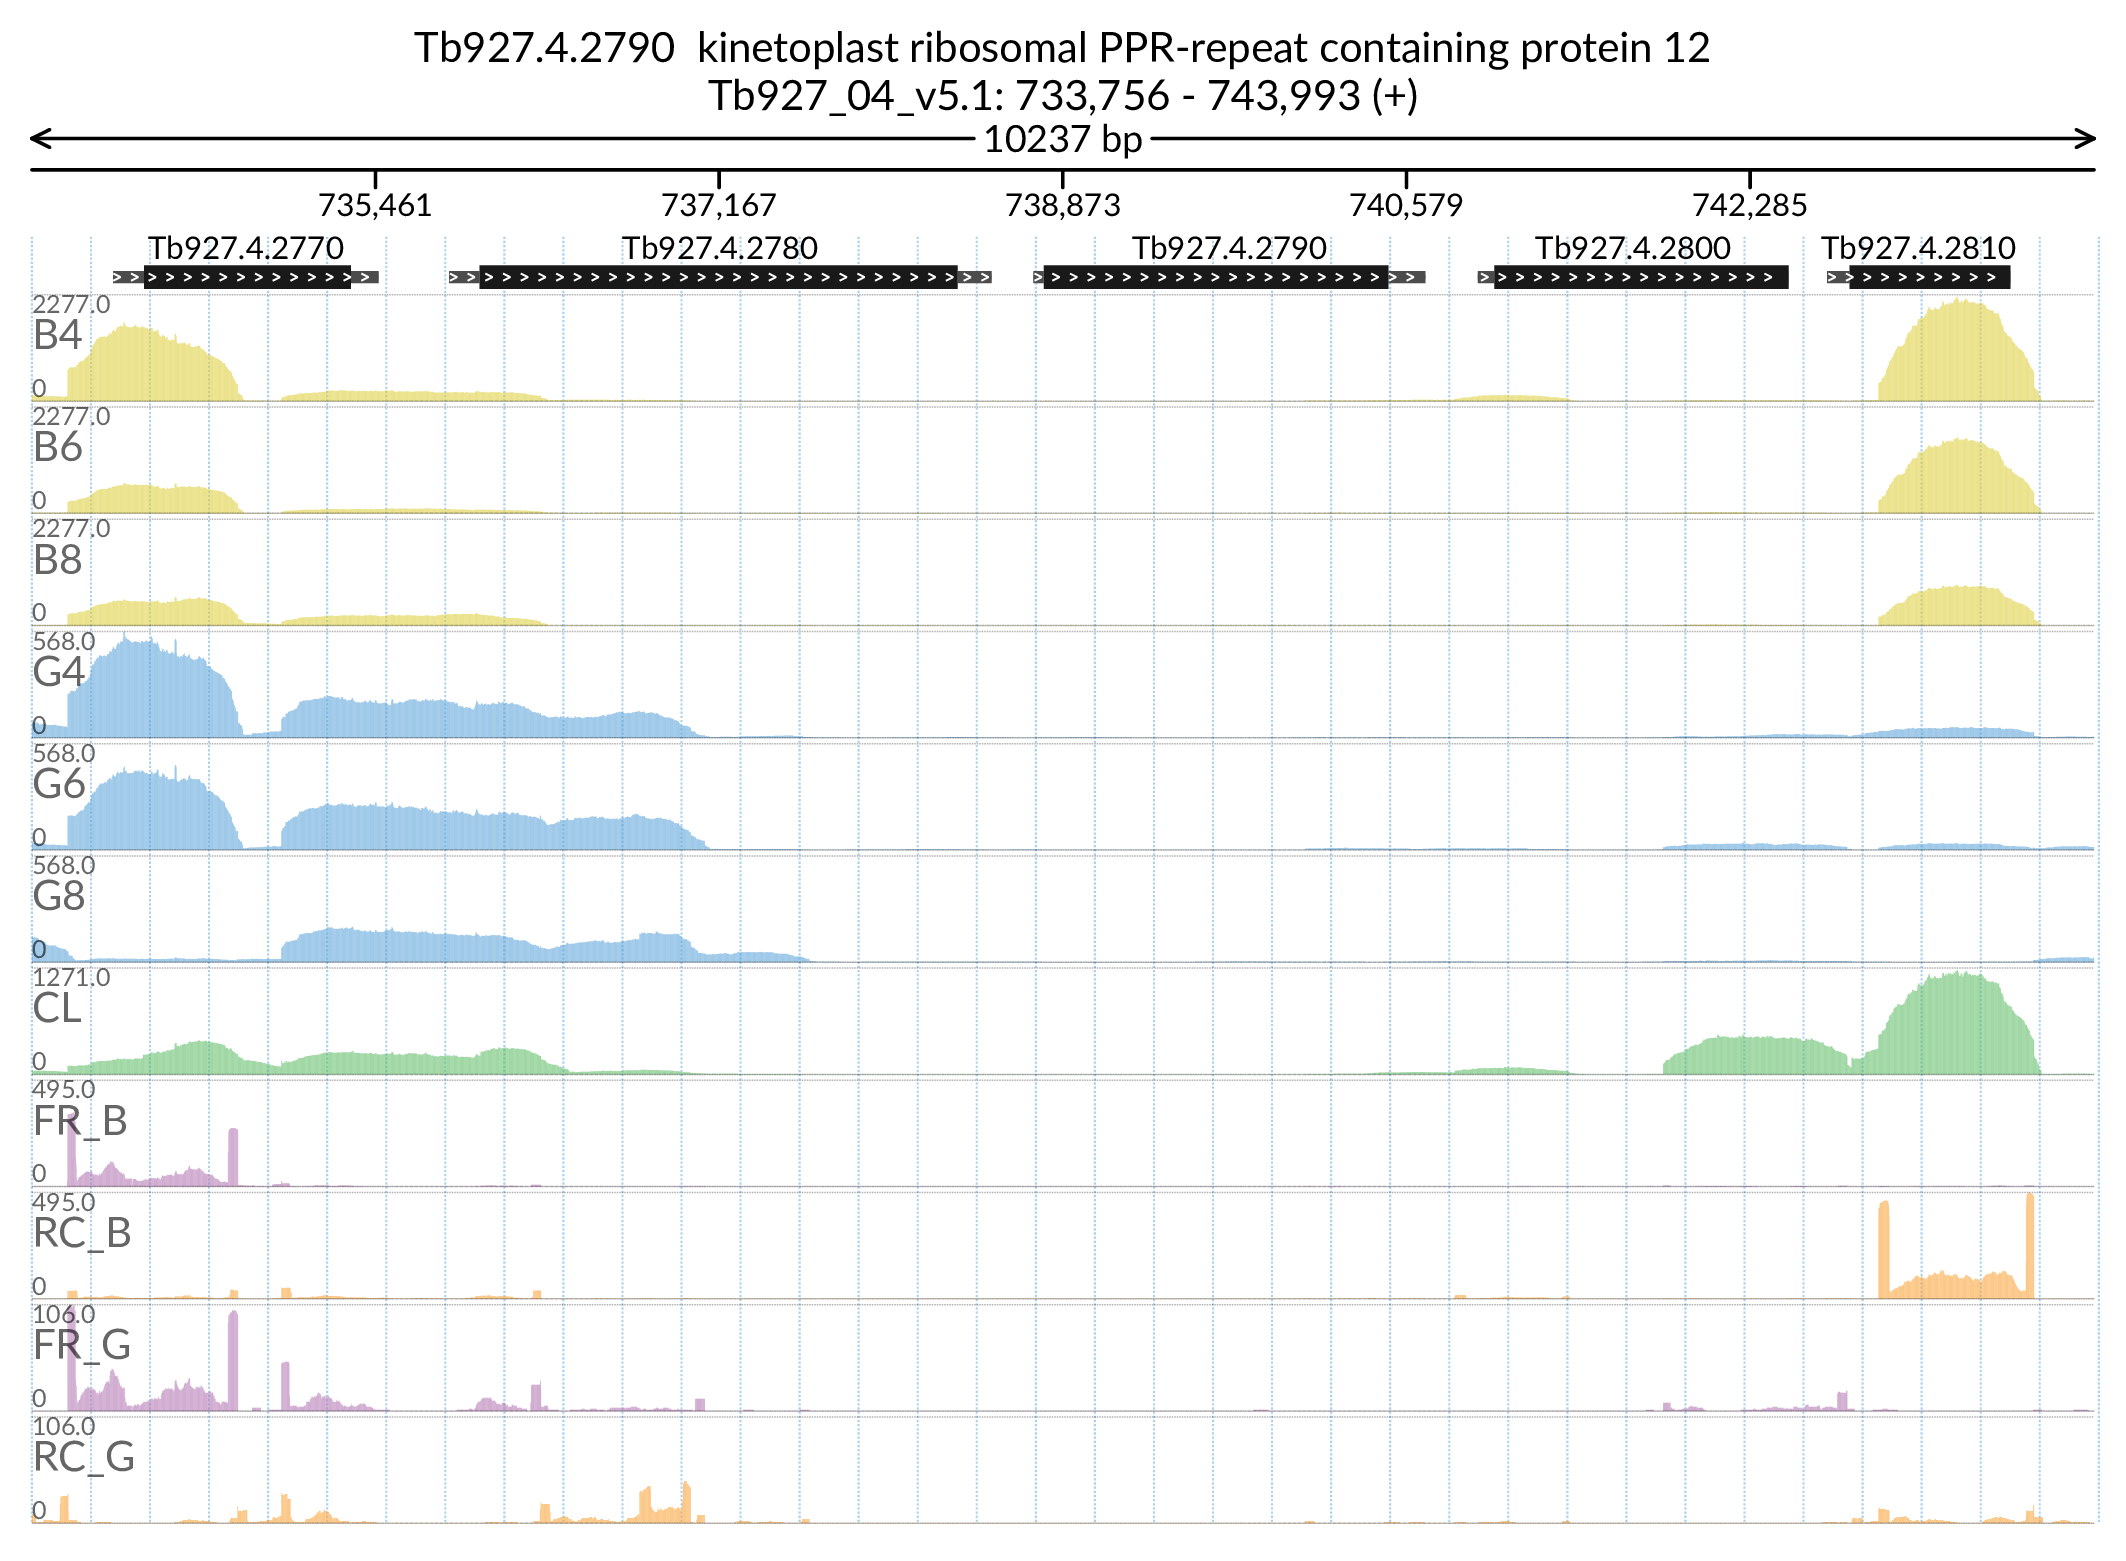 Tb927.4.2790  kinetoplast ribosomal PPR-repeat containing protein 12
Tb927_04_v5.1: 733,756 - 743,993 (+)
10237 bp
735,461 737,167 738,873 740,579 742,285
Tb927.4.2770 Tb927.4.2780 Tb927.4.2790 Tb927.4.2800 Tb927.4.2810
2277.0
B4
0
2277.0
B6
0
2277.0
B8
0
568.0
G4
0
568.0
G6
0
568.0
G8
0
1271.0
CL
0
495.0
FR_B
0
495.0
RC_B
0
106.0
FR_G
0
106.0
RC_G
0